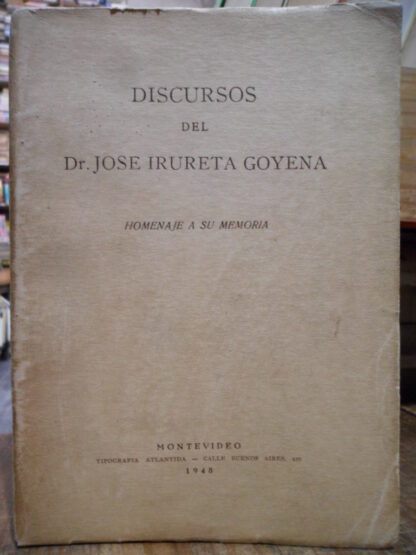 DISCURSOS
DEL
Dr. JOSE IRURETA GOYENA
HOMENAJE A SU MEMORIA
MONTEVIDEO
TIPOGRAFIA ATLANTIDA — CALLE BUENOS AIRES,
1948